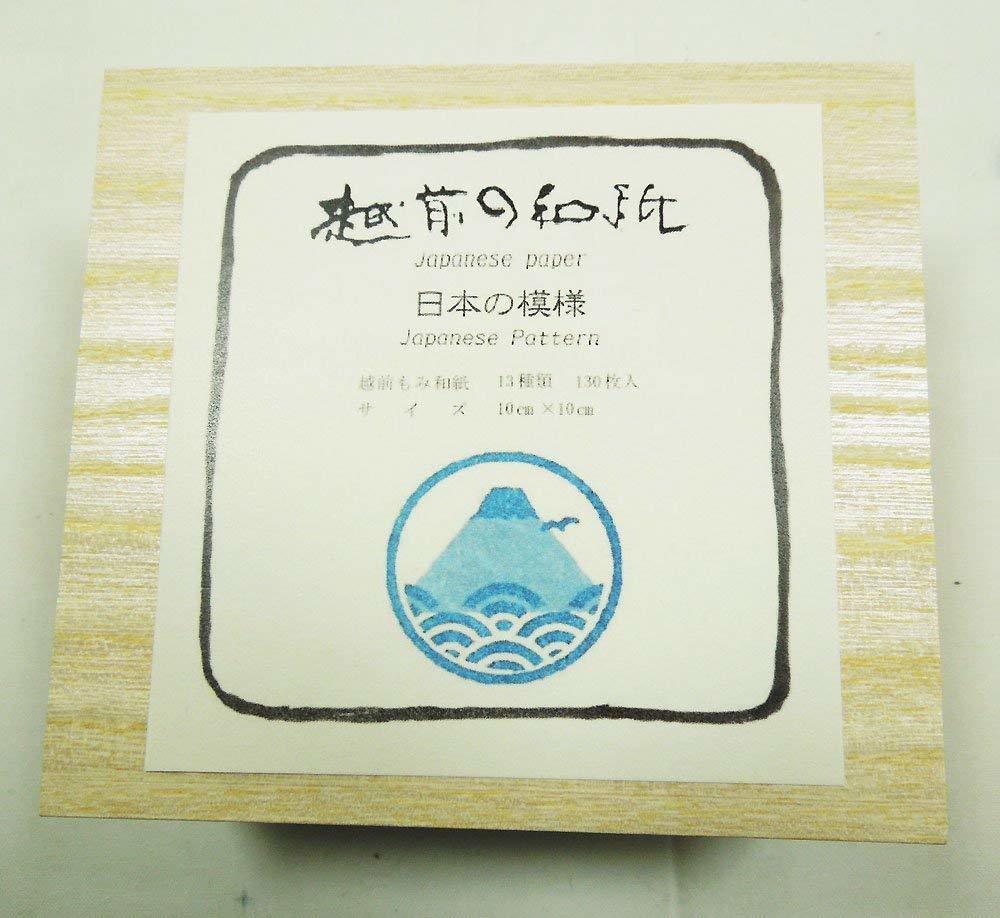 越前の和紙
Japanese paper
日本の模様
Japanese Pattern
越前もみ和紙 13種類 130枚入
サイズ 10cm×10cm